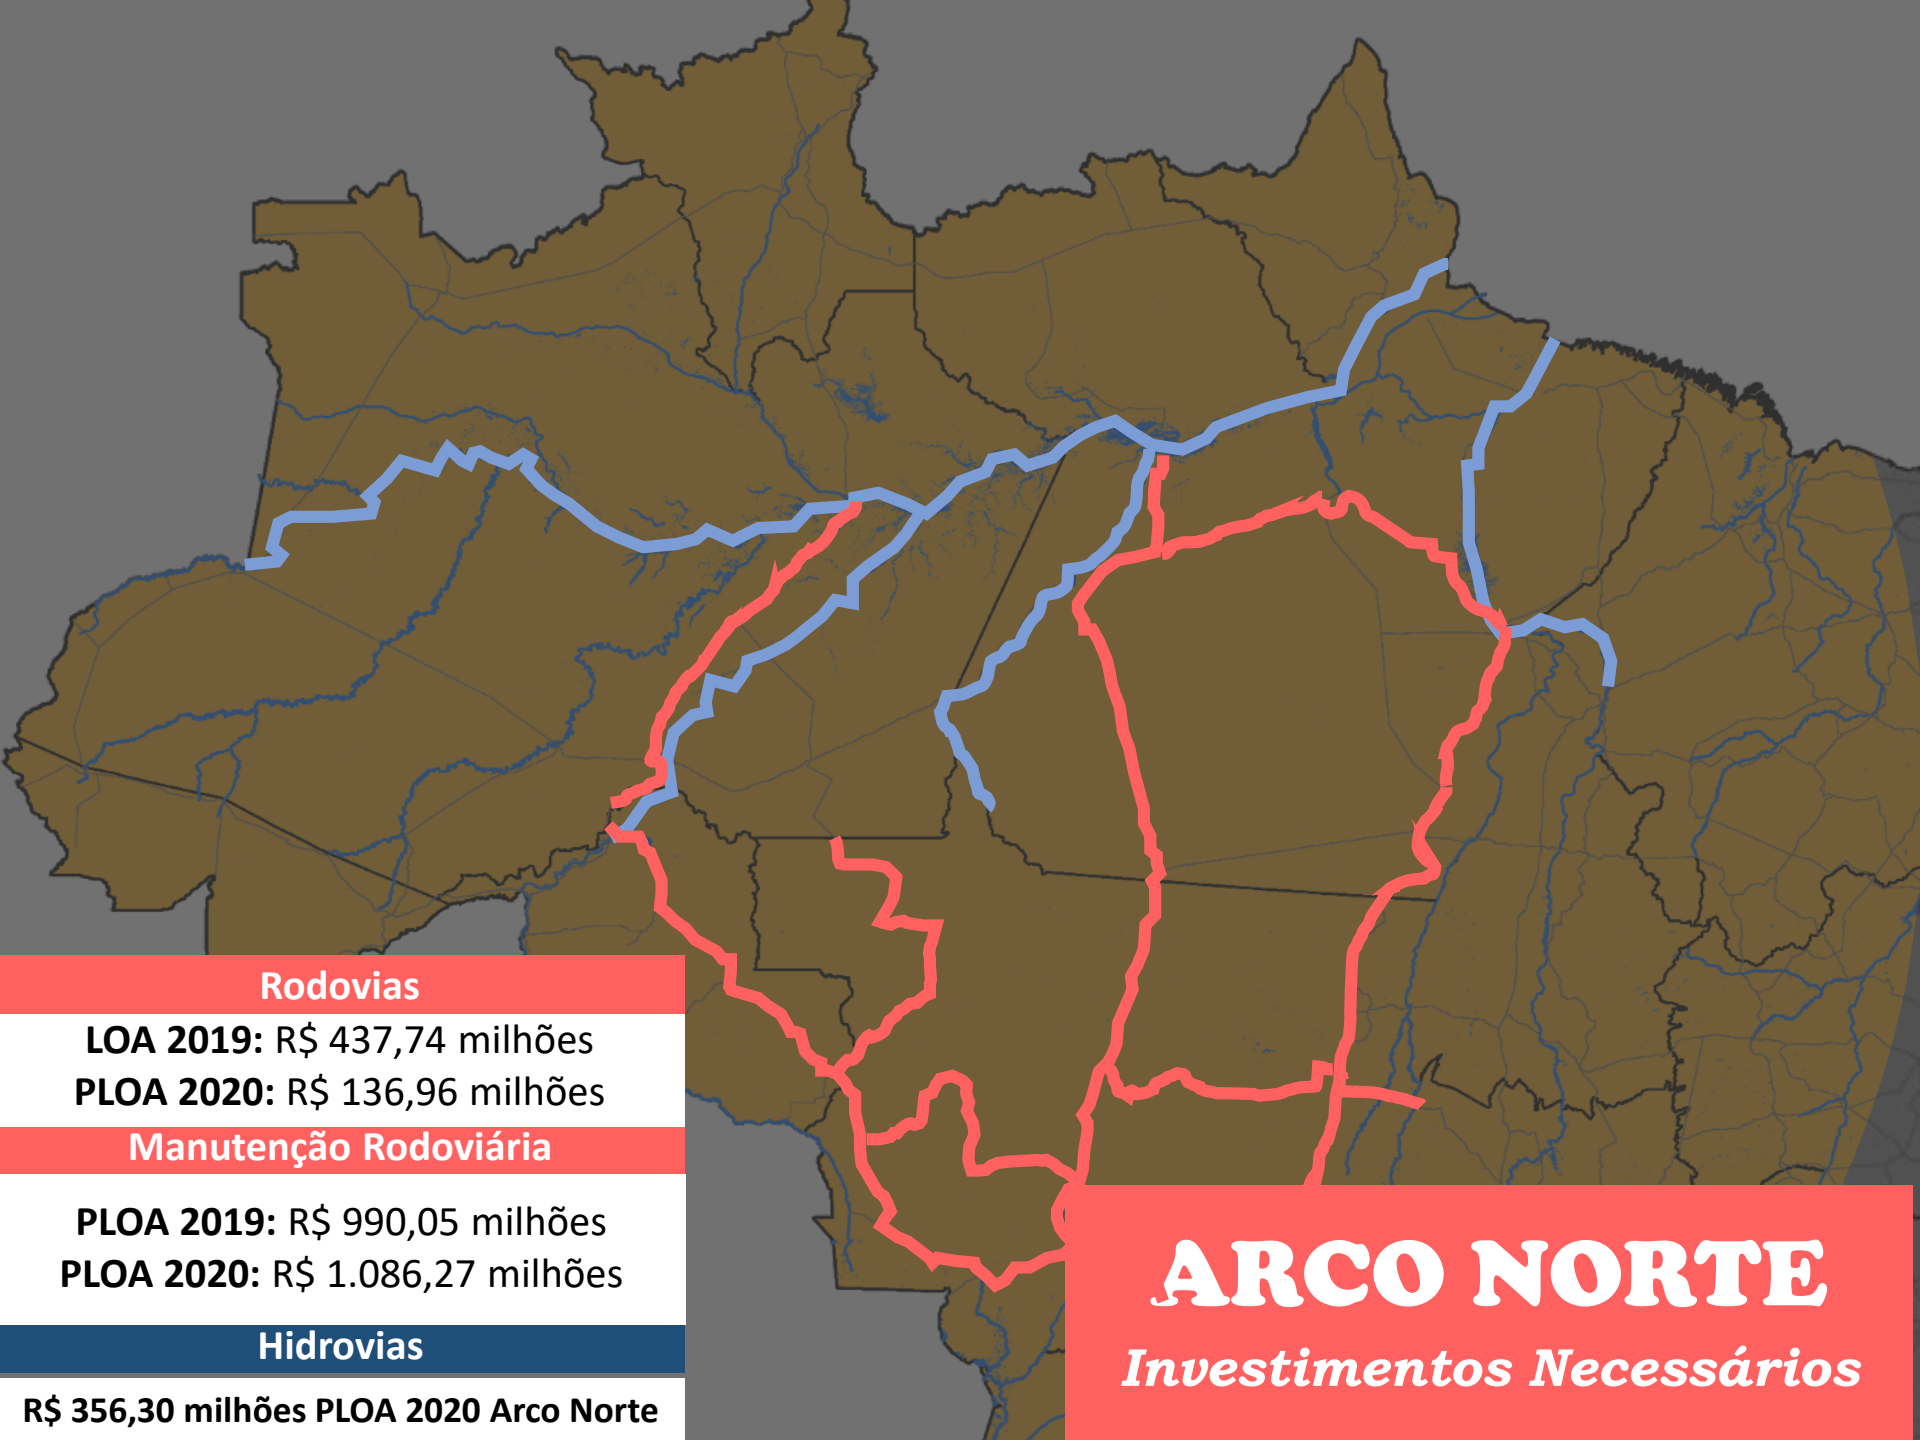 Rodovias
LOA 2019: R$ 437,74 milhões
PLOA 2020: R$ 136,96 milhões
Manutenção Rodoviária
PLOA 2019: R$ 990,05 milhões
PLOA 2020: R$ 1.086,27 milhões
Hidrovias
R$ 356,30 milhões PLOA 2020 Arco Norte
ARCO NORTE
Investimentos Necessários